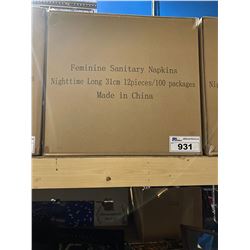 Feminine Sanitary Napkins
Nighttime Long 31cm 12pieces/100 packages
Made in China
931